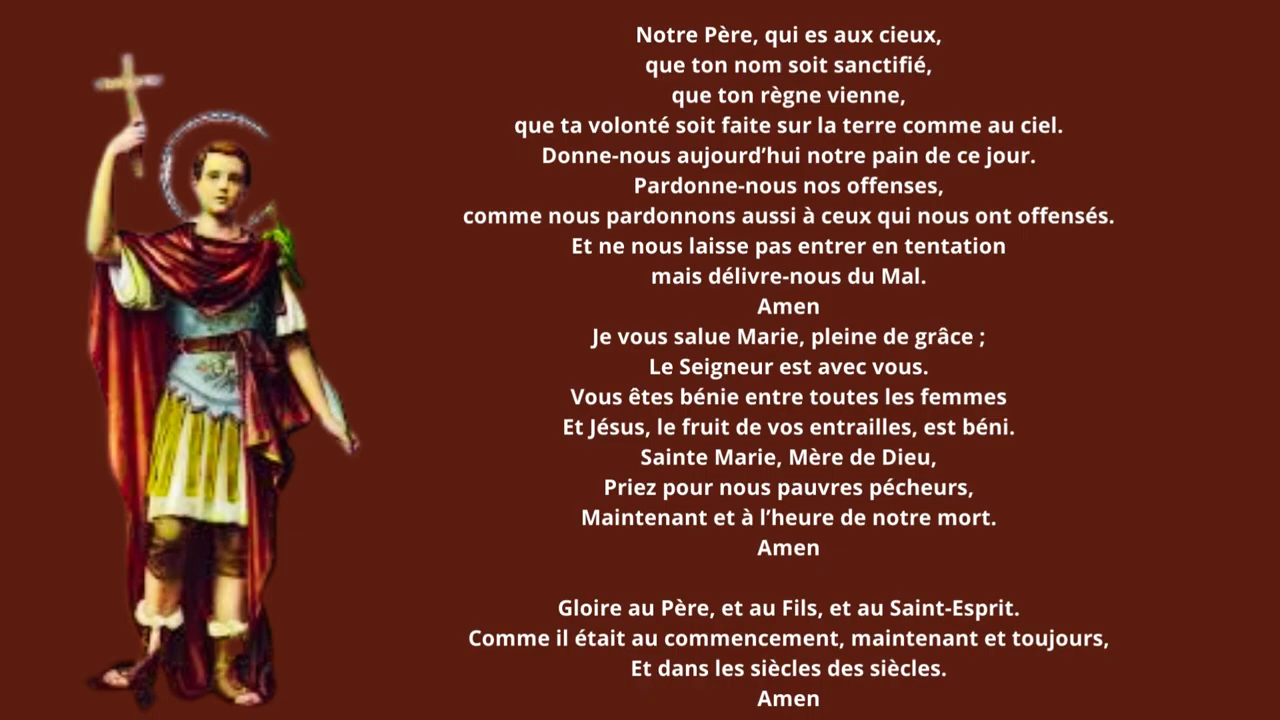 Notre Père, qui es aux cieux,
que ton nom soit sanctifié,
que ton règne vienne,
que ta volonté soit faite sur la terre comme au ciel.
Donne-nous aujourd’hui notre pain de ce jour.
Pardonne-nous nos offenses,
comme nous pardonnons aussi à ceux qui nous ont offensés.
Et ne nous laisse pas entrer en tentation
mais délivre-nous du Mal.
Amen
Je vous salue Marie, pleine de grâce ;
Le Seigneur est avec vous.
Vous êtes bénie entre toutes les femmes
Et Jésus, le fruit de vos entrailles, est béni.
Sainte Marie, Mère de Dieu,
Priez pour nous pauvres pécheurs,
Maintenant et à l’heure de notre mort.
Amen
Gloire au Père, et au Fils, et au Saint-Esprit.
Comme il était au commencement, maintenant et toujours,
Et dans les siècles des siècles.
Amen